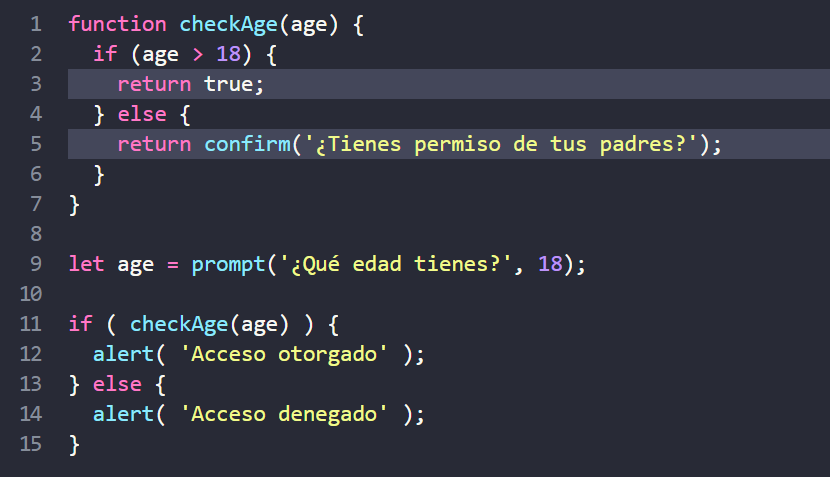 1 function checkAge(age) {
2   if (age > 18) {
3     return true;
4   } else {
5     return confirm('¿Tienes permiso de tus padres?');
6   }
7 }
8
9 let age = prompt('¿Qué edad tienes?', 18);
10
11 if ( checkAge(age) ) {
12   alert( 'Acceso otorgado' );
13 } else {
14   alert( 'Acceso denegado' );
15 }